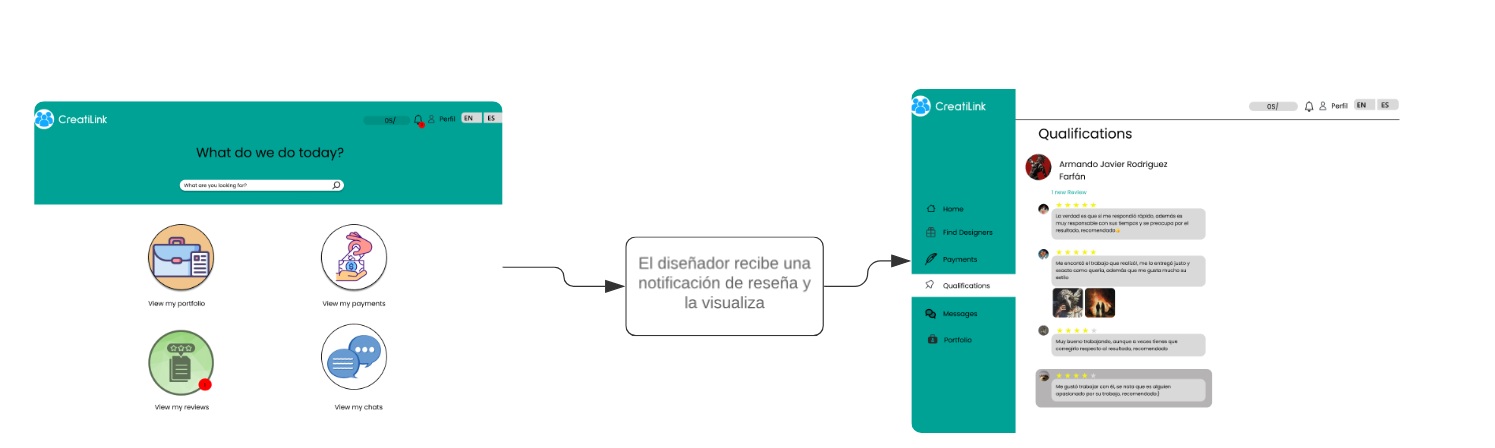 CreatiLink
05/
Perfil
EN
ES
What do we do today?
What are you looking for?
View my portfolio
View my payments
View my reviews
View my chats
El diseñador recibe una
notificación de reseña y
la visualiza
CreatiLink
05/
Perfil
EN
ES
Home
Find Designers
Payments
Qualifications
Messages
Portfolio
Qualifications
Armando Javier Rodriguez
Farfán
1 new Review
La verdad es que si me respondió rápido, además es
muy responsable con sus tiempos y se preocupa por el
resultado, recomendado👍
Me encantó el trabajo que realizó, me lo entregó justo y
como quería, además que me gusta mucho su
estilo
Muy bueno trabajando, aunque a veces tienes que
corregirlo respecto al resultado, recomendado
Me gustó trabajar con él, se nota que es alguien
apasionado por su trabajo, recomendado:)